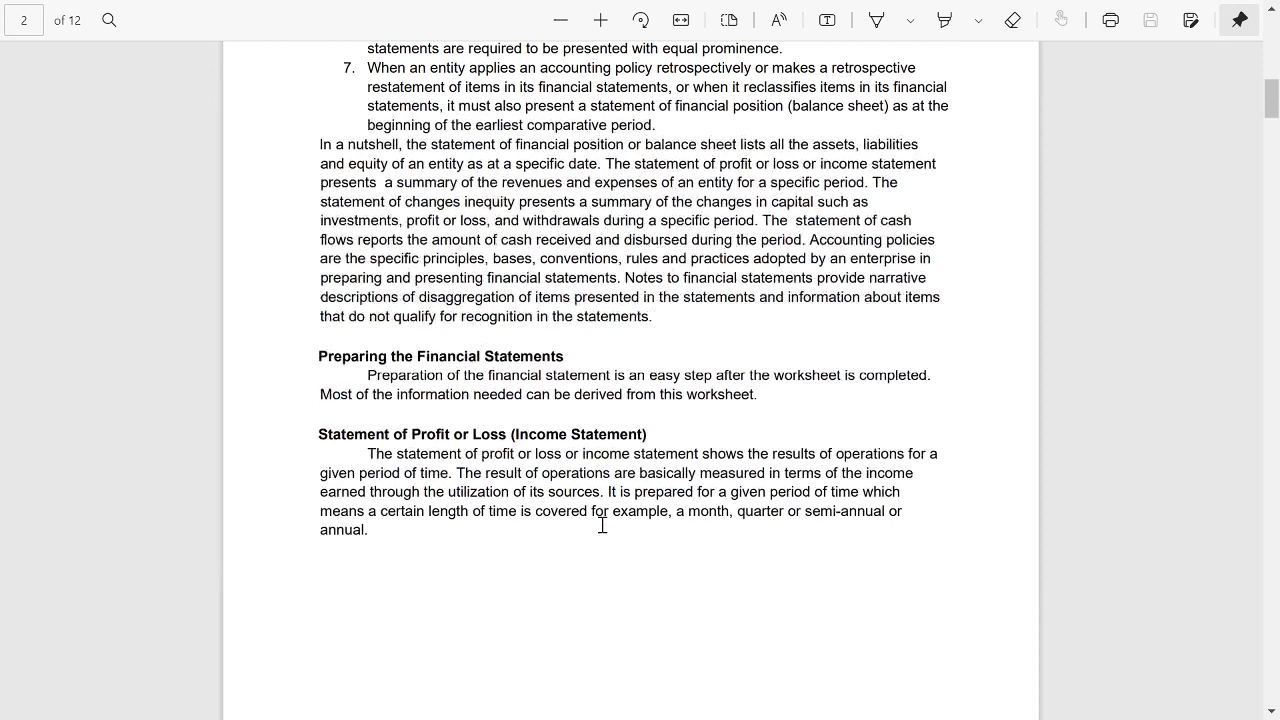 2 of 12
statements are required to be presented with equal prominence.
7. When an entity applies an accounting policy retrospectively or makes a retrospective
restatement of items in its financial statements, or when it reclassifies items in its financial
statements, it must also present a statement of financial position (balance sheet) as at the
beginning of the earliest comparative period.
In a nutshell, the statement of financial position or balance sheet lists all the assets, liabilities
and equity of an entity as at a specific date. The statement of profit or loss or income statement
presents  a summary of the revenues and expenses of an entity for a specific period. The
statement of changes inequity presents a summary of the changes in capital such as
investments, profit or loss, and withdrawals during a specific period. The  statement of cash
flows reports the amount of cash received and disbursed during the period. Accounting policies
are the specific principles, bases, conventions, rules and practices adopted by an enterprise in
preparing and presenting financial statements. Notes to financial statements provide narrative
descriptions of disaggregation of items presented in the statements and information about items
that do not qualify for recognition in the statements.
Preparing the Financial Statements
Preparation of the financial statement is an easy step after the worksheet is completed.
Most of the information needed can be derived from this worksheet.
Statement of Profit or Loss (Income Statement)
The statement of profit or loss or income statement shows the results of operations for a
given period of time. The result of operations are basically measured in terms of the income
earned through the utilization of its sources. It is prepared for a given period of time which
means a certain length of time is covered for example, a month, quarter or semi-annual or
annual.